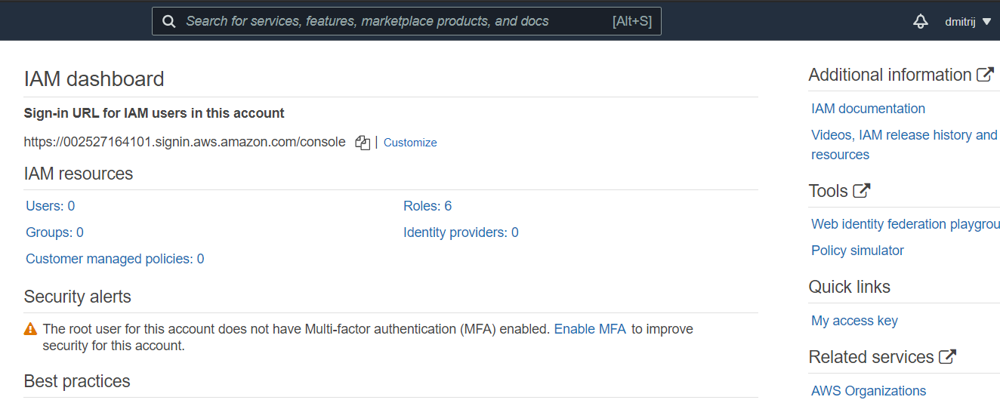 Search for services, features, marketplace products, and docs [Alt+S]
dmitrij
IAM dashboard
Sign-in URL for IAM users in this account
https://002527164101.signin.aws.amazon.com/console | Customize
IAM resources
Users: 0
Roles: 6
Groups: 0
Identity providers: 0
Customer managed policies: 0
Security alerts
The root user for this account does not have Multi-factor authentication (MFA) enabled. Enable MFA to improve
security for this account.
Best practices
Additional information
IAM documentation
Videos, IAM release history and
resources
Tools
Web identity federation playgrou
Policy simulator
Quick links
My access key
Related services
AWS Organizations